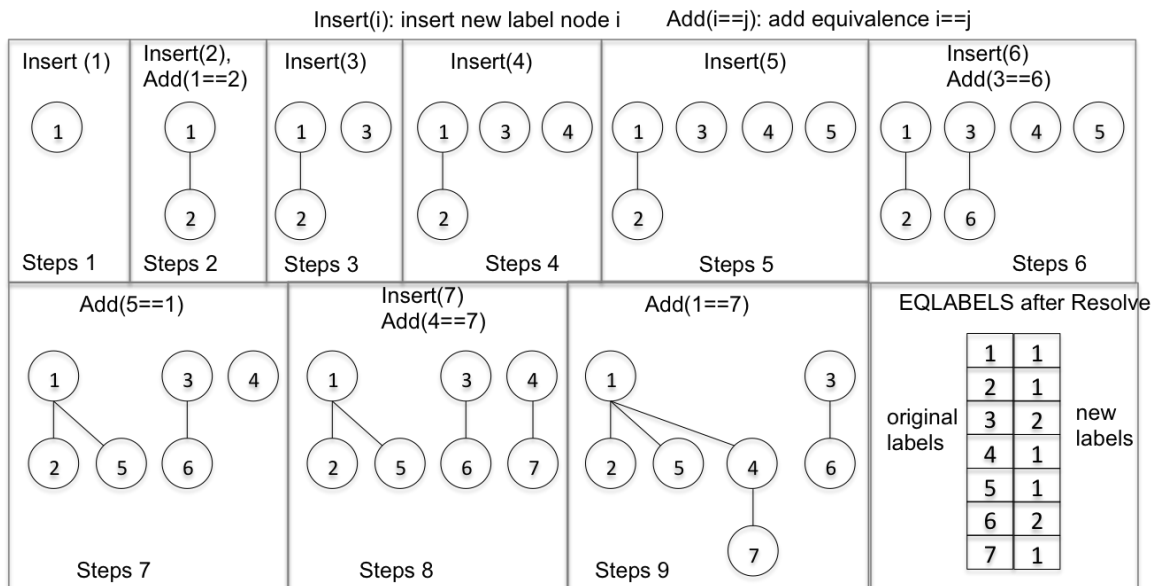 Insert(i): insert new label node i Add(i==j): add equivalence i==j
Insert (1)
1
Steps 1
Insert(2),
Add(1==2)
1
2
Steps 2
Insert(3)
1 3
2
Steps 3
Insert(4)
1 3 4
2
Steps 4
Insert(5)
1 3 4 5
2
Steps 5
Insert(6)
Add(3==6)
1 3 4 5
2 6
Steps 6
Add(5==1)
1 3 4
2 5 6
Steps 7
Insert(7)
Add(4==7)
1 3 4
2 5 6 7
Steps 8
Add(1==7)
1 3
2 5 4 6
7
Steps 9
EQLABELS after Resolve
original
labels
1 1
2 1
3 2
4 1
5 1
6 2
7 1
new
labels